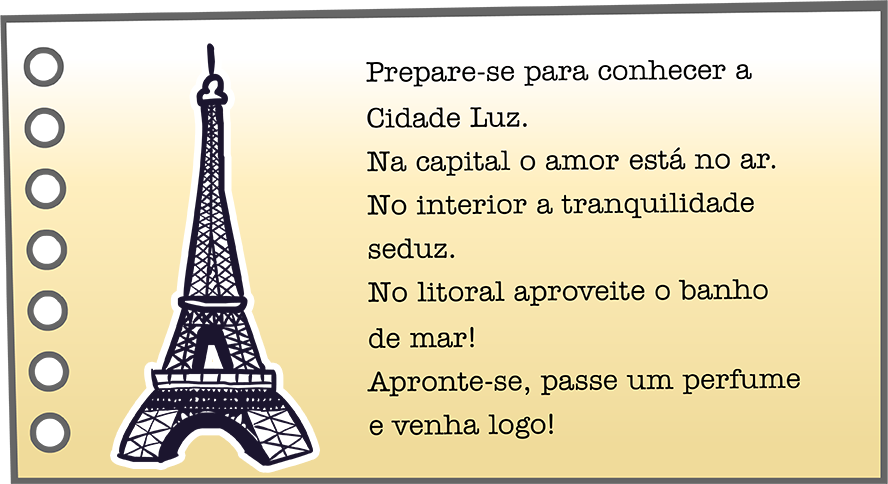 Prepare-se para conhecer a
Cidade Luz.
Na capital o amor está no ar.
No interior a tranquilidade
seduz.
No litoral aproveite o banho
de mar!
Apronte-se, passe um perfume
e venha logo!